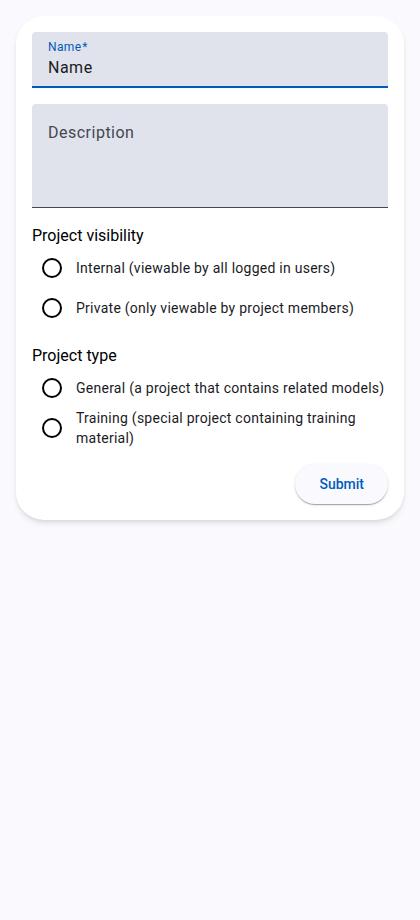 Name*
Name
Description
Project visibility
Internal (viewable by all logged in users)
Private (only viewable by project members)
Project type
General (a project that contains related models)
Training (special project containing training
material)
Submit